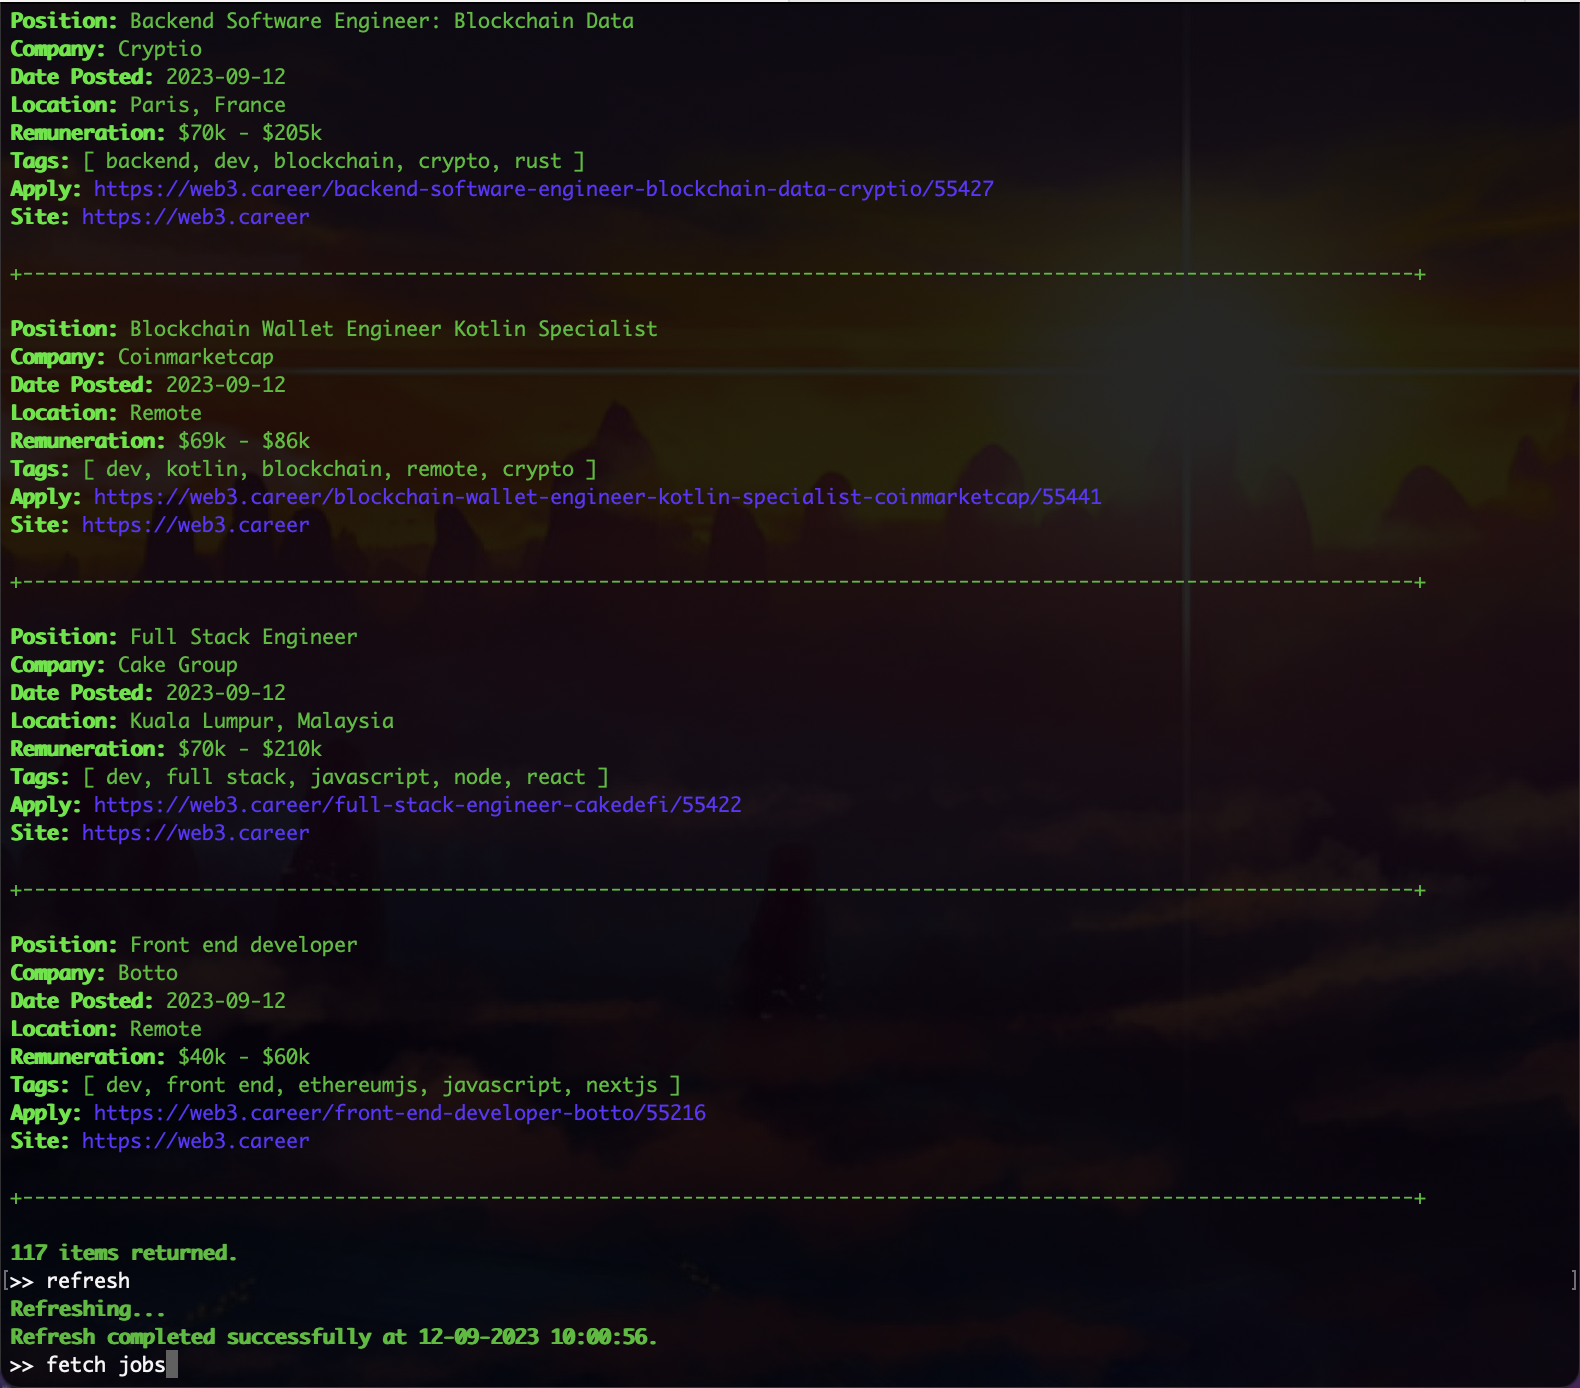 Position: Backend Software Engineer: Blockchain Data
Company: Cryptio
Date Posted: 2023-09-12
Location: Paris, France
Remuneration: $70k - $205k
Tags: [ backend, dev, blockchain, crypto, rust ]
Apply: https://web3.career/backend-software-engineer-blockchain-data-cryptio/55427
Site: https://web3.career
+--------------------------------------------------------------------------------------------------------------------+
Position: Blockchain Wallet Engineer Kotlin Specialist
Company: Coinmarketcap
Date Posted: 2023-09-12
Location: Remote
Remuneration: $69k - $86k
Tags: [ dev, kotlin, blockchain, remote, crypto ]
Apply: https://web3.career/blockchain-wallet-engineer-kotlin-specialist-coinmarketcap/55441
Site: https://web3.career
+--------------------------------------------------------------------------------------------------------------------+
Position: Full Stack Engineer
Company: Cake Group
Date Posted: 2023-09-12
Location: Kuala Lumpur, Malaysia
Remuneration: $70k - $210k
Tags: [ dev, full stack, javascript, node, react ]
Apply: https://web3.career/full-stack-engineer-cakedefi/55422
Site: https://web3.career
+--------------------------------------------------------------------------------------------------------------------+
Position: Front end developer
Company: Botto
Date Posted: 2023-09-12
Location: Remote
Remuneration: $40k - $60k
Tags: [ dev, front end, ethereumjs, javascript, nextjs ]
Apply: https://web3.career/front-end-developer-botto/55216
Site: https://web3.career
+--------------------------------------------------------------------------------------------------------------------+
117 items returned.
[>> refresh ]
Refreshing...
Refresh completed successfully at 12-09-2023 10:00:56.
>> fetch jobs